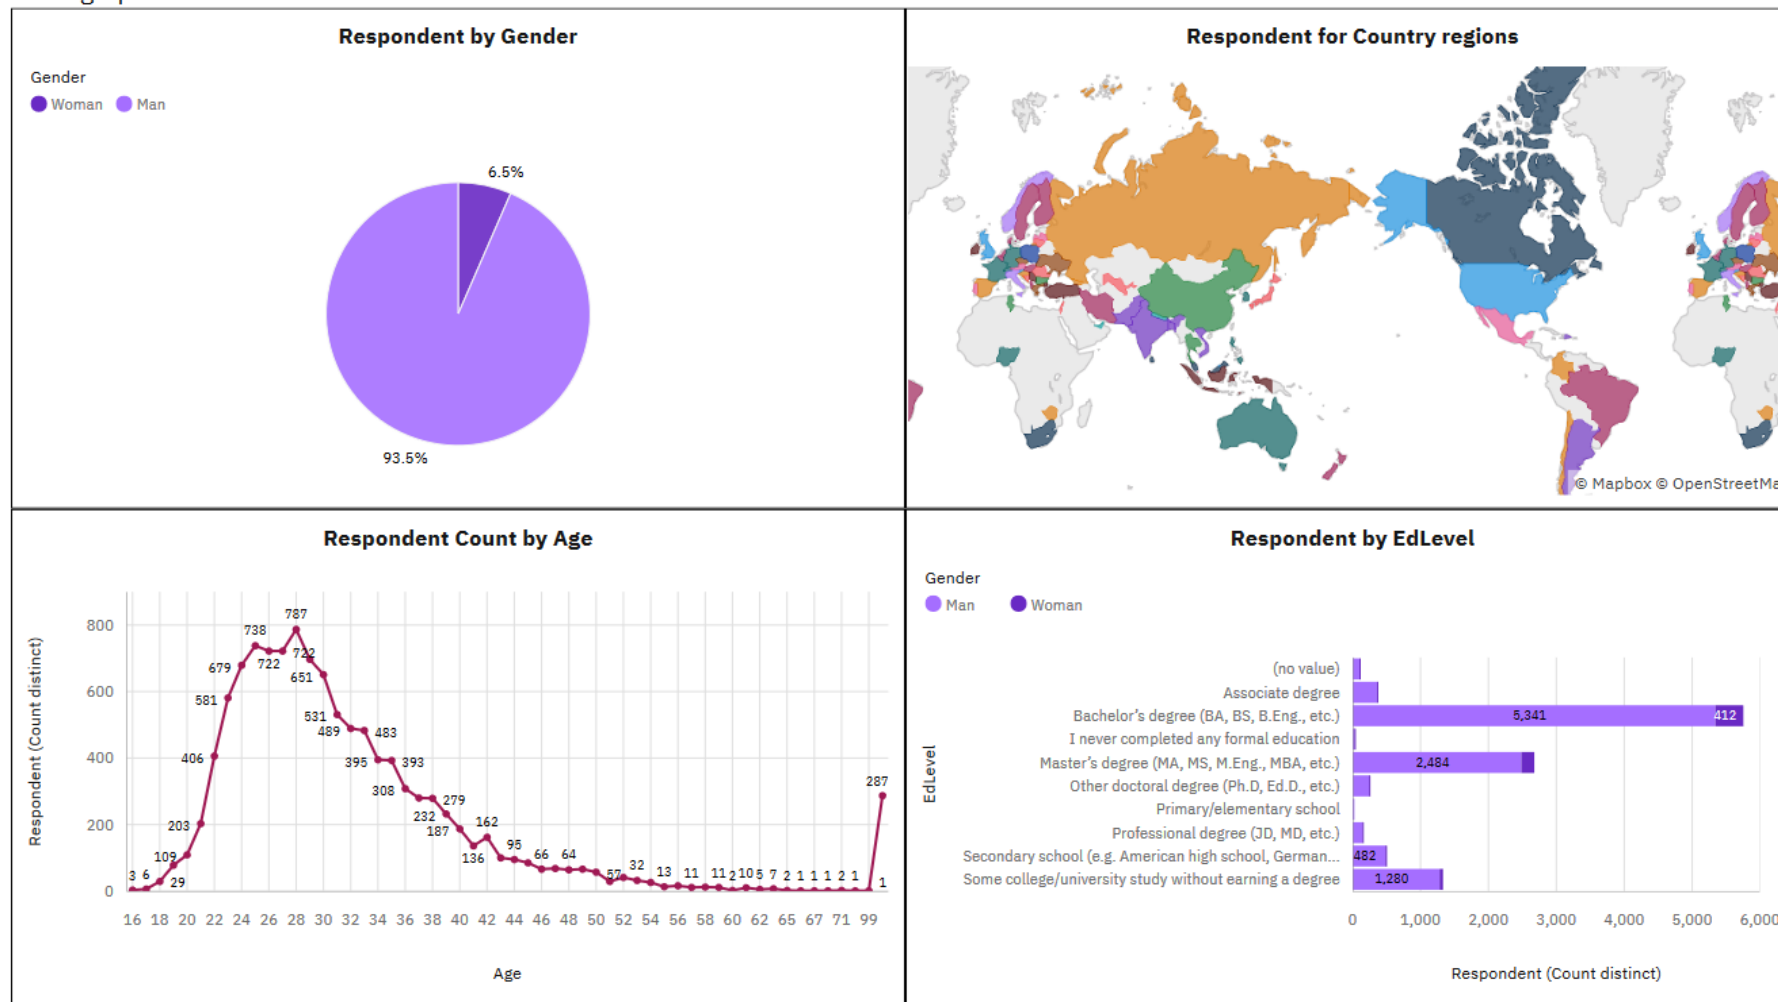 Respondent by Gender
Gender
Woman Man
6.5%
93.5%
Respondent for Country regions
© Mapbox © OpenStreetMa
Respondent Count by Age
Respondent (Count distinct)
800
600
400
200
0
3 6 29 109 203 406 581 679 738 722 787 722 651 531 489 483 395 393 308 232 279 187 136 162 95 66 64 57 32 13 11 11 2 10 5 7 2 1 1 1 2 1 1 287
16 18 20 22 24 26 28 30 32 34 36 38 40 42 44 46 48 50 52 54 56 58 60 62 65 67 71 99
Age
Respondent by EdLevel
Gender
Man Woman
EdLevel
(no value)
Associate degree
Bachelor’s degree (BA, BS, B.Eng., etc.) 5,341 412
I never completed any formal education
Master’s degree (MA, MS, M.Eng., MBA, etc.) 2,484
Other doctoral degree (Ph.D, Ed.D., etc.)
Primary/elementary school
Professional degree (JD, MD, etc.)
Secondary school (e.g. American high school, German... 482
Some college/university study without earning a degree 1,280
0 1,000 2,000 3,000 4,000 5,000 6,000
Respondent (Count distinct)